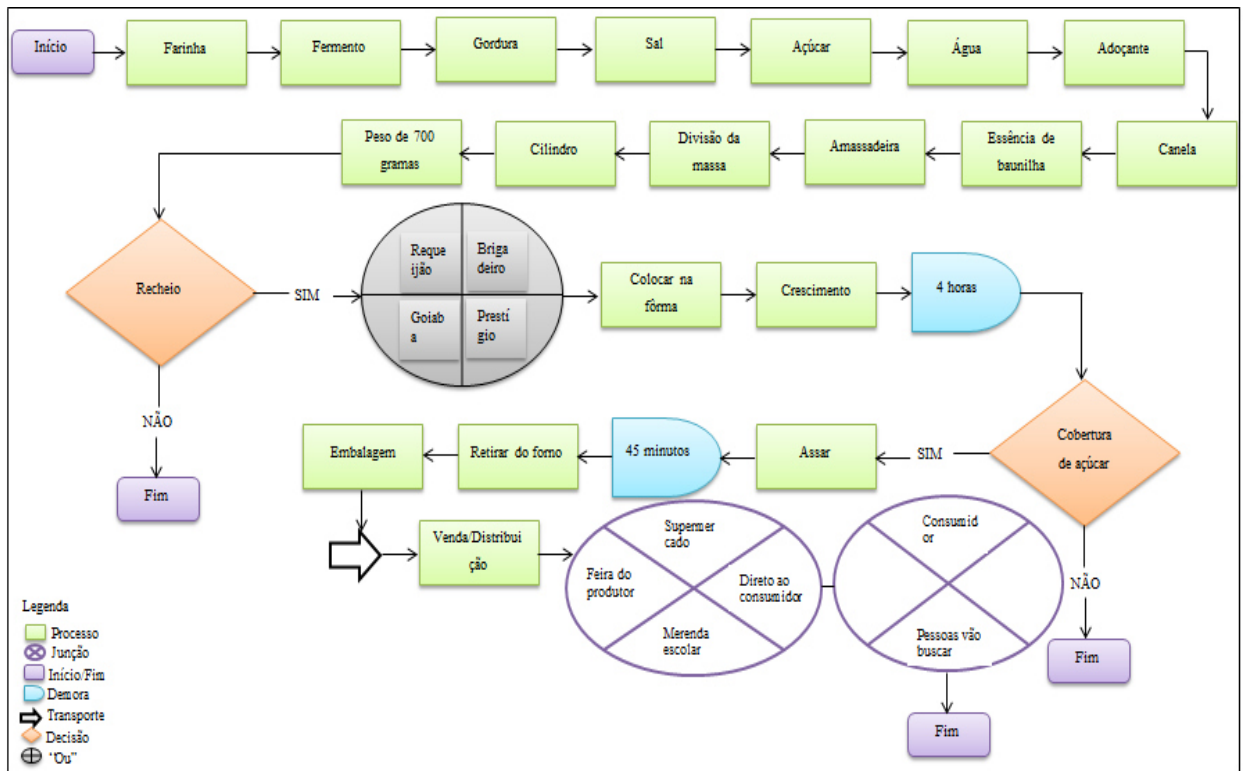 Início
Farinha
Fermento
Gordura
Sal
Açúcar
Água
Adoçante
Canela
Essência de
baunilha
Amassadeira
Divisão da
massa
Cilindro
Peso de 700
gramas
Recheio
SIM
NÃO
Fim
Reque
ijão
Briga
deiro
Goiab
a
Prestí
gio
Colocar na
fôrma
Crescimento
4 horas
Cobertura
de açúcar
SIM
NÃO
Fim
Assar
45 minutos
Retirar do forno
Embalagem
Venda/Distribui
ção
Supermer
cado
Feira do
produtor
Direto ao
consumidor
Merenda
escolar
Consumid
or
Pessoas vão
buscar
Fim
Legenda
Processo
Junção
Início/Fim
Demora
Transporte
Decisão
“Ou”